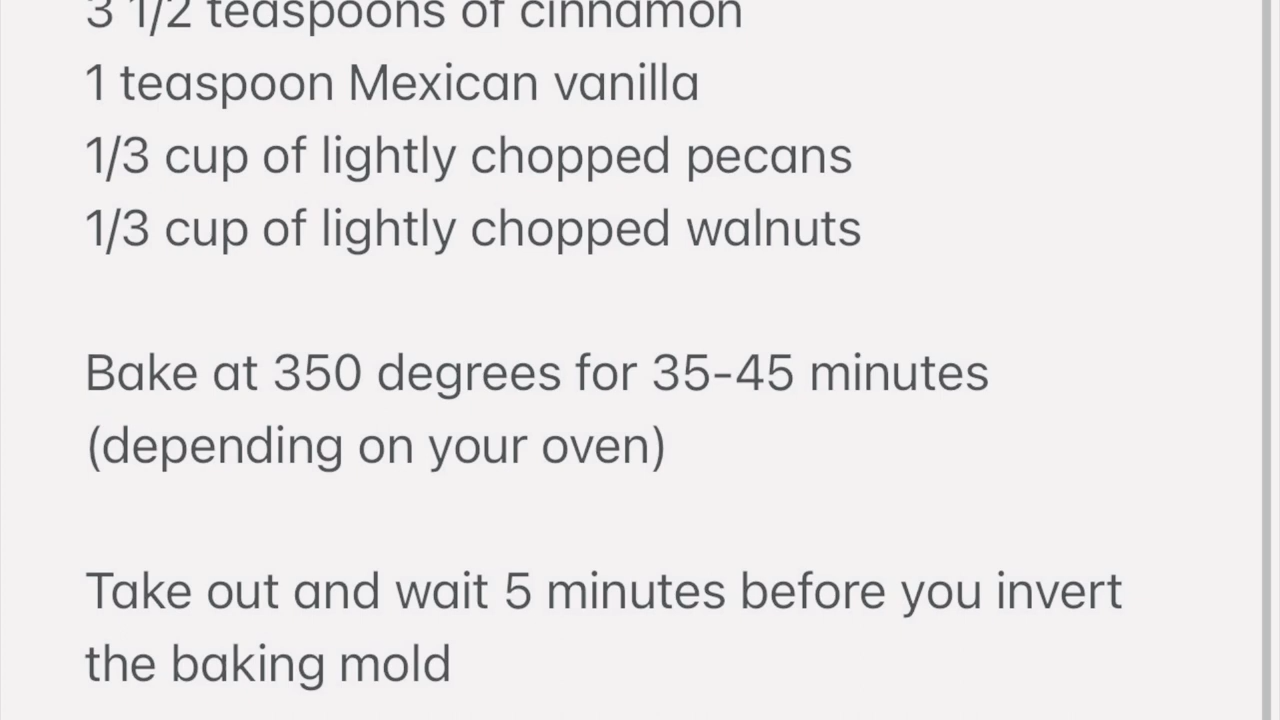 3 1/2 teaspoons of cinnamon
1 teaspoon Mexican vanilla
1/3 cup of lightly chopped pecans
1/3 cup of lightly chopped walnuts
Bake at 350 degrees for 35-45 minutes
(depending on your oven)
Take out and wait 5 minutes before you invert
the baking mold